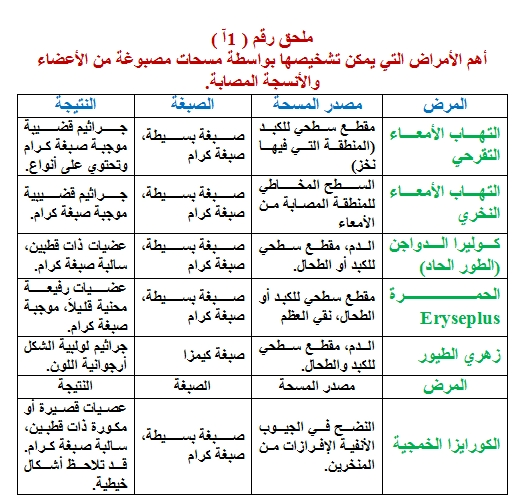 ملحق رقم ( 1آ )
أهم الأمراض التي يمكن تشخيصها بواسطة مسحات مصبوغة من الأعضاء
والأنسجة المصابة.
المرض مصدر المسحة الصبغة النتيجة
التهاب الأمعاء
التقرحي
مقطع سطحي للكبد
(المنطقة التي فيها
نخز)
صبغة بسيطة،
صبغة كرام
جراثيم قضيبة
موجبة صبغة كرام
وتحتوي على أنواع.
التهاب الأمعاء
النخري
السطح المخاطي
للمنطقة المصابة من
الأمعاء
صبغة بسيطة،
صبغة كرام
جراثيم قضيبية
موجبة صبغة كرام.
كوليرا الدواجن
(الطور الحاد)
الدم، مقطع سطحي
للكبد أو الطحال.
صبغة بسيطة،
صبغة كرام
عضيات ذات قطبين،
سالبة صبغة كرام.
الحمرة
Eryseplus
مقطع سطحي للكبد أو
الطحال، نقي العظم
صبغة بسيطة،
صبغة كرام
عضيات رفيعة
محنية قليلاً، موجبة
صبغة كرام.
زهري الطيور
الدم، مقطع سطحي
للكبد والطحال.
صبغة كيمزا
جراثيم لولبية الشكل
أرجوانية اللون.
المرض مصدر المسحة الصبغة النتيجة
الكورايزا الخمجية
النضح في الجيوب
الأنفية الإفرازات من
المنخرين.
صبغة بسيطة،
صبغة كرام
عصيات قصيرة أو
مكورة ذات قطبين،
سالبة صبغة كرام.
قد تلاحظ أشكال
خيطية.